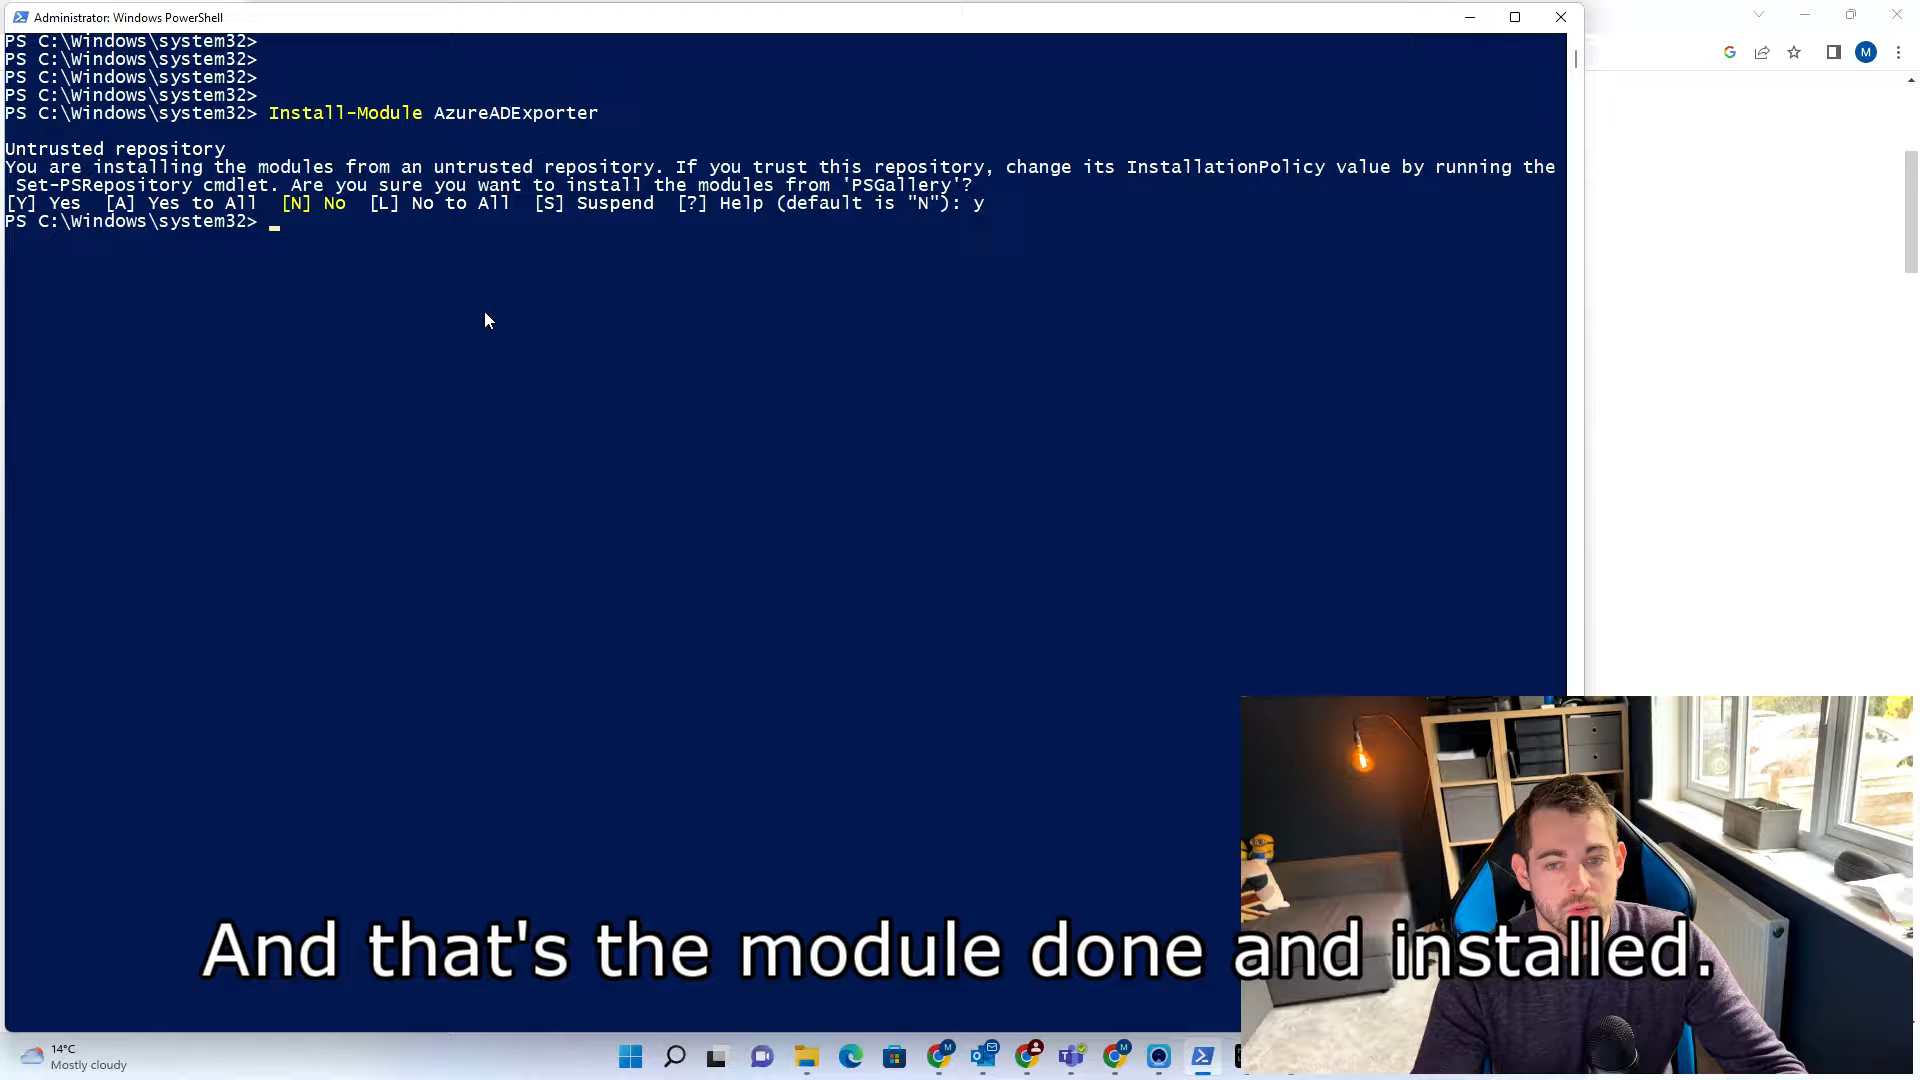 Administrator: Windows PowerShell
PS C:\Windows\system32>
PS C:\Windows\system32>
PS C:\Windows\system32>
PS C:\Windows\system32>
PS C:\Windows\system32> Install-Module AzureADExporter
Untrusted repository
You are installing the modules from an untrusted repository. If you trust this repository, change its InstallationPolicy value by running the
Set-PSRepository cmdlet. Are you sure you want to install the modules from 'PSGallery'?
[Y] Yes [A] Yes to All [N] No [L] No to All [S] Suspend [?] Help (default is "N"): y
PS C:\Windows\system32>
M
And that's the module done and installed.
14°C
Mostly cloudy